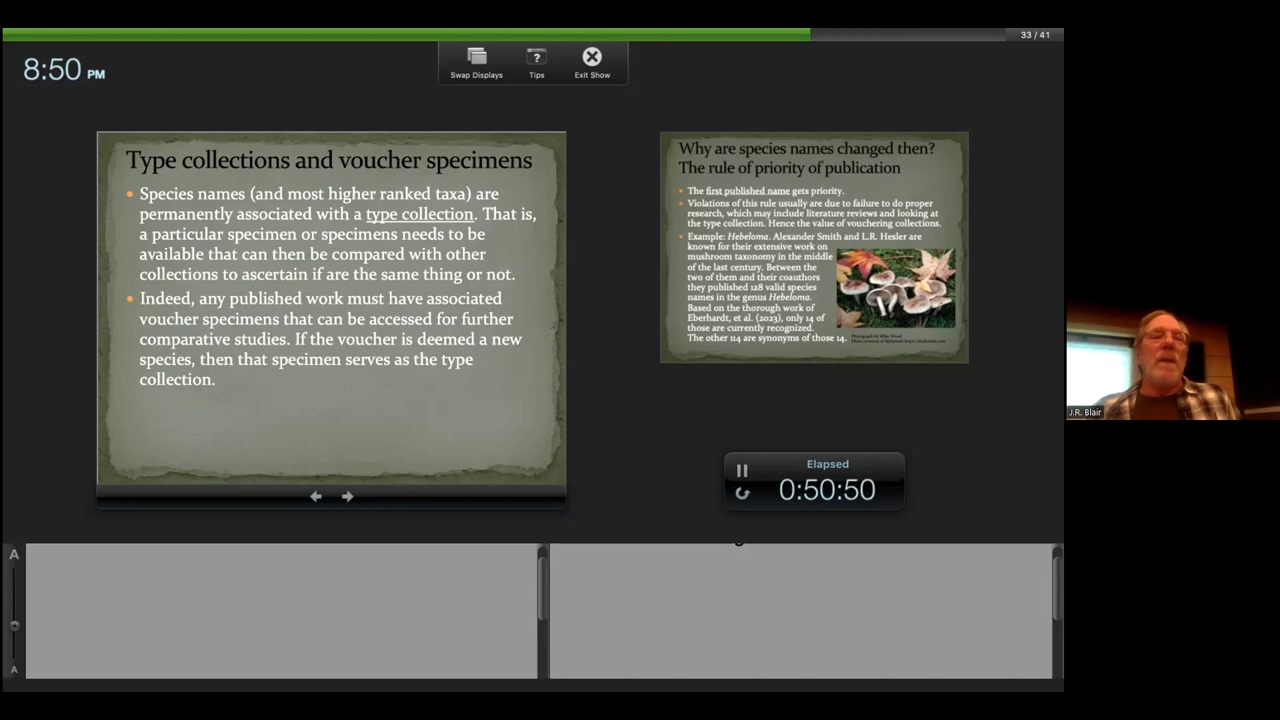 33 / 41
8:50 PM
Swap Displays
Tips
Exit Show
Type collections and voucher specimens
• Species names (and most higher ranked taxa) are
permanently associated with a type collection. That is,
a particular specimen or specimens needs to be
available that can then be compared with other
collections to ascertain if are the same thing or not.
• Indeed, any published work must have associated
voucher specimens that can be accessed for further
comparative studies. If the voucher is deemed a new
species, then that specimen serves as the type
collection.
Why are species names changed then?
The rule of priority of publication
• The first published name gets priority.
• Violations of this rule usually are due to failure to do proper
research, which may include literature reviews and looking at
the type collection. Hence the value of vouchering collections.
• Example: Hebeloma. Alexander Smith and L.R. Hesler are
known for their extensive work on
mushroom taxonomy in the middle
of the last century. Between the
two of them and their coauthors
they published 128 valid species
names in the genus Hebeloma.
Based on the thorough work of
Eberhardt, et al. (2023), only 14 of
those are currently recognized.
The other 114 are synonyms of those 14.
Photograph by Mike Wood
J.R. Blair
Elapsed
0:50:50
A
A